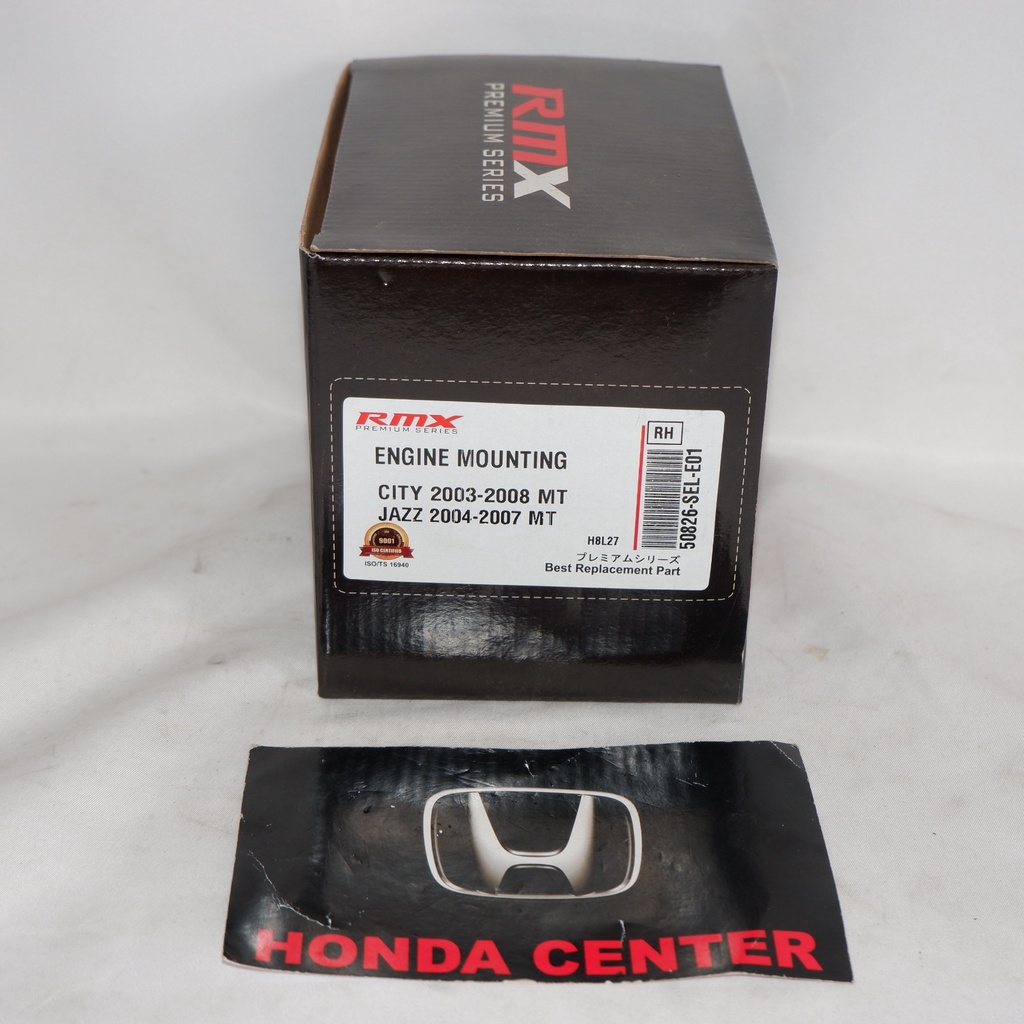 RMX
PREMIUM SERIES
RMX
PREMIUM SERIES
RH
ENGINE MOUNTING
CITY 2003-2008 MT
JAZZ 2004-2007 MT
50826-SEL-E01
9001
ISO CERTIFIED
ISO/TS 16940
H8L27
プレミアムシリーズ
Best Replacement Part
HONDA CENTER